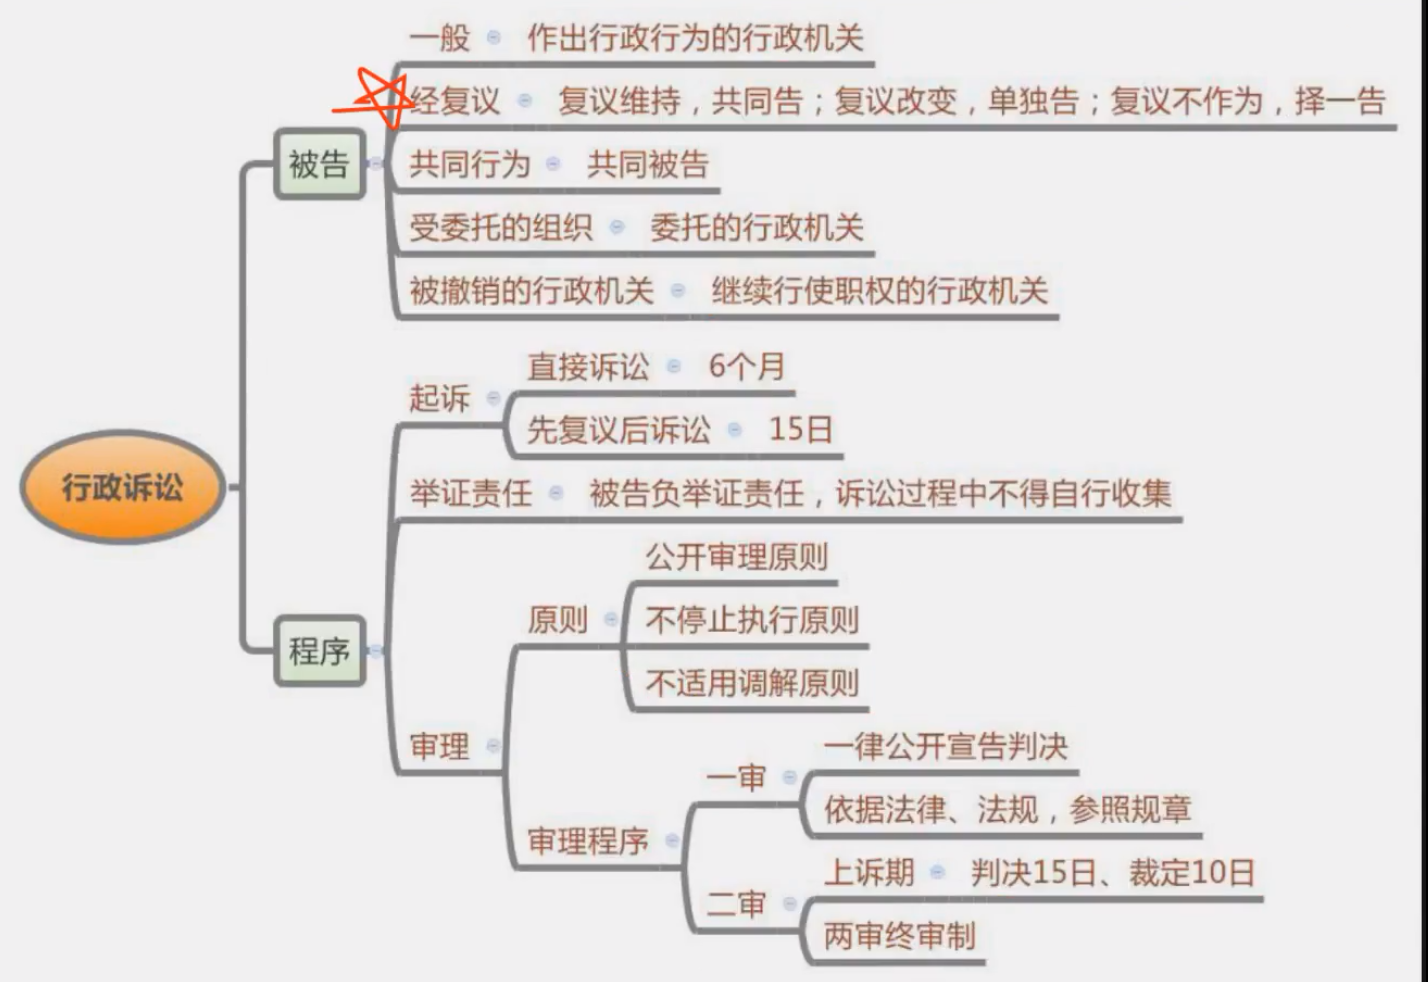 一般 作出行政行为的行政机关
经复议 复议维持，共同告；复议改变，单独告；复议不作为，择一告
被告
共同行为 共同被告
受委托的组织 委托的行政机关
被撤销的行政机关 继续行使职权的行政机关
直接诉讼 6个月
起诉
先复议后诉讼 15日
行政诉讼
举证责任 被告负举证责任，诉讼过程中不得自行收集
公开审理原则
原则 不停止执行原则
程序
不适用调解原则
审理
一律公开宣告判决
一审
依据法律、法规，参照规章
审理程序
上诉期 判决15日、裁定10日
二审
两审终审制